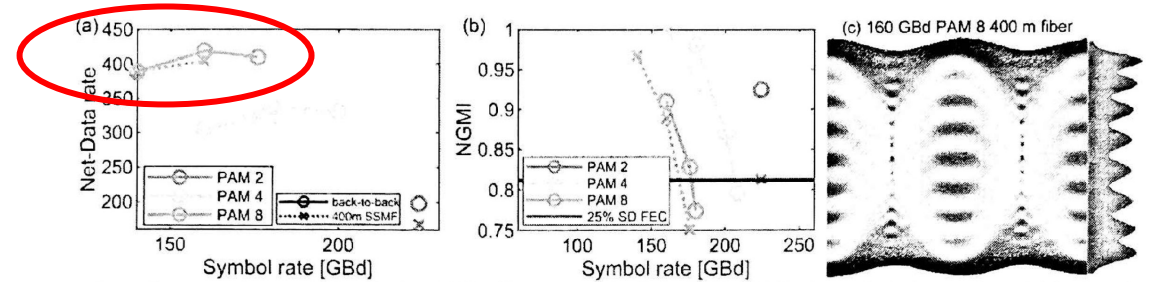 (a)
450
400
350
300
250
200
Net-Data rate
PAM 2
PAM 4
PAM 8
back-to-back
400m SSMF
150
200
Symbol rate [GBd]
(b)
1
0.95
0.9
0.85
0.8
0.75
NGMI
PAM 2
PAM 4
PAM 8
25% SD FEC
100
150
200
250
Symbol rate [GBd]
(c) 160 GBd PAM 8 400 m fiber